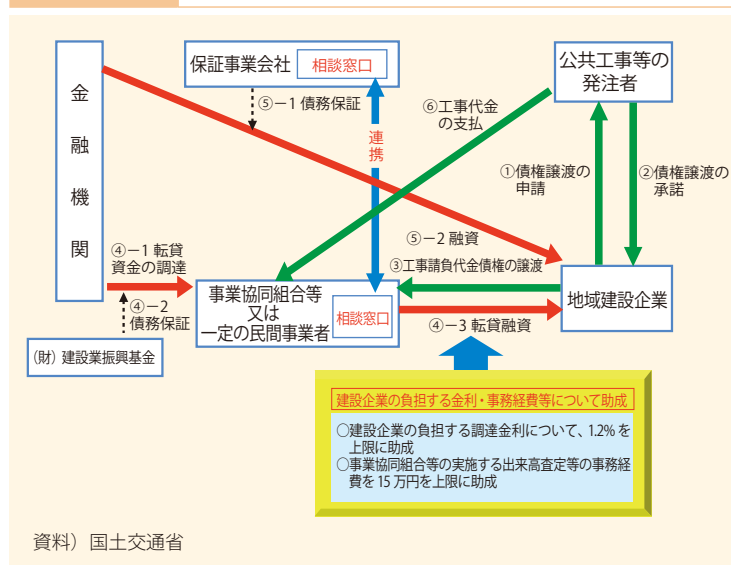 金融機関
保証事業会社
相談窓口
公共工事等の
発注者
⑤－1 債務保証
⑥工事代金
の支払
連携
①債権譲渡の
申請
②債権譲渡の
承諾
④－1 転貸
資金の調達
⑤－2 融資
③工事請負代金債権の譲渡
④－2
債務保証
事業協同組合等
又は
一定の民間事業者
相談窓口
地域建設企業
④－3 転貸融資
（財）建設業振興基金
建設企業の負担する金利・事務経費等について助成
○建設企業の負担する調達金利について、1.2% を
上限に助成
○事業協同組合等の実施する出来高査定等の事務経
費を 15 万円を上限に助成
資料）国土交通省